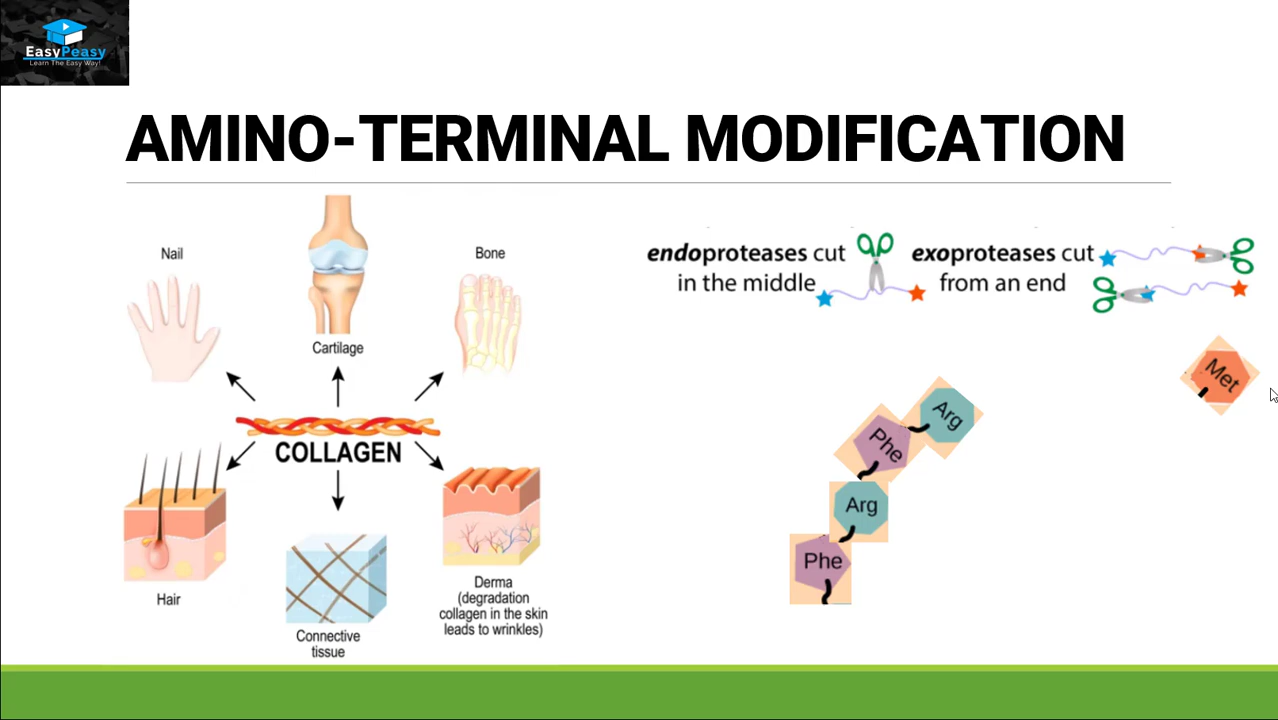 EasyPeasy
Learn The Easy Way!
AMINO-TERMINAL MODIFICATION
Nail
Cartilage
Bone
COLLAGEN
Hair
Connective
tissue
Derma
(degradation
collagen in the skin
leads to wrinkles)
endoproteases cut
in the middle
exoproteases cut
from an end
Met
Arg
Phe
Arg
Phe